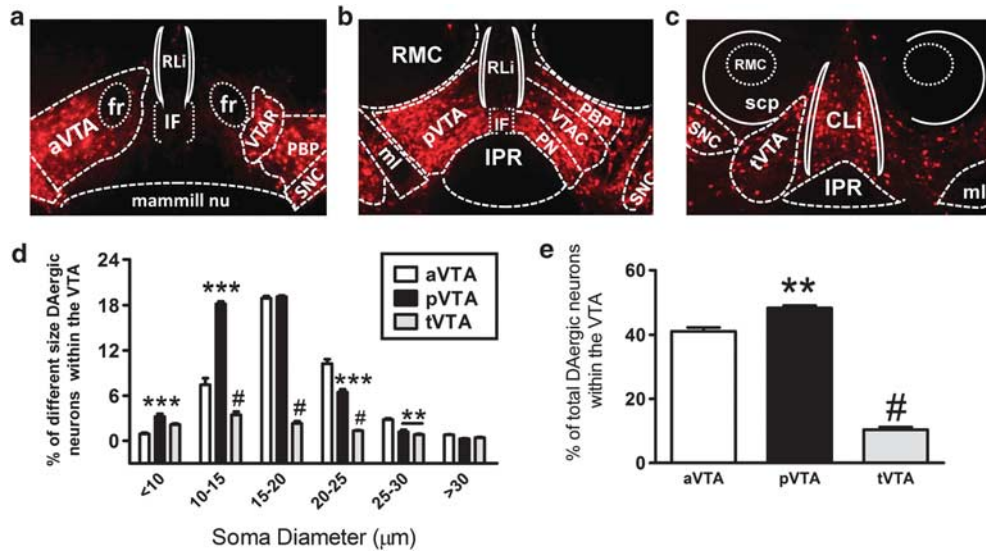 a
RLi
fr
fr
aVTA
IF
VTAR
PBP
SNC
mammill nu
b
RMC
RLi
pVTA
IF
PBP
VTAC
PN
ml
IPR
SNC
c
RMC
scp
SNC
tVTA
CLi
IPR
ml
d
% of different size DAergic
neurons within the VTA
24
18
12
6
0
***
***
#
#
***
#
**
aVTA
pVTA
tVTA
<10
10-15
15-20
20-25
25-30
>30
Soma Diameter (μm)
e
% of total DAergic neurons
within the VTA
60
40
20
0
**
#
aVTA
pVTA
tVTA